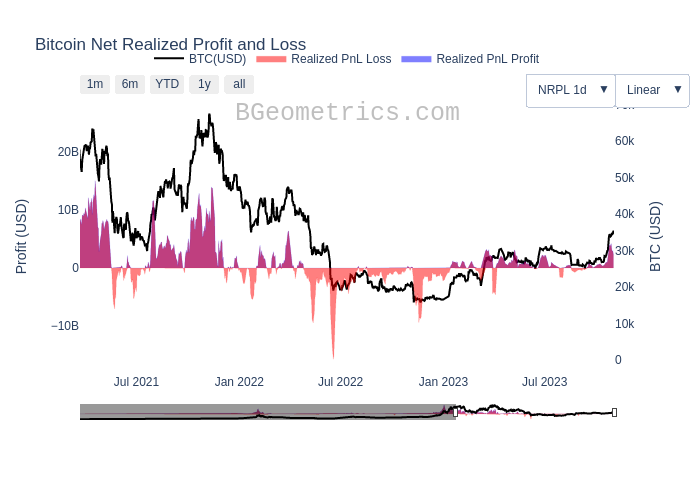 Bitcoin Net Realized Profit and Loss
BTC(USD) Realized PnL Loss Realized PnL Profit
1m 6m YTD 1y all
NRPL 1d ▼ Linear ▼
BGeometrics.com
20B
10B
0
−10B
Profit (USD)
60k
50k
40k
30k
20k
10k
0
BTC (USD)
Jul 2021 Jan 2022 Jul 2022 Jan 2023 Jul 2023